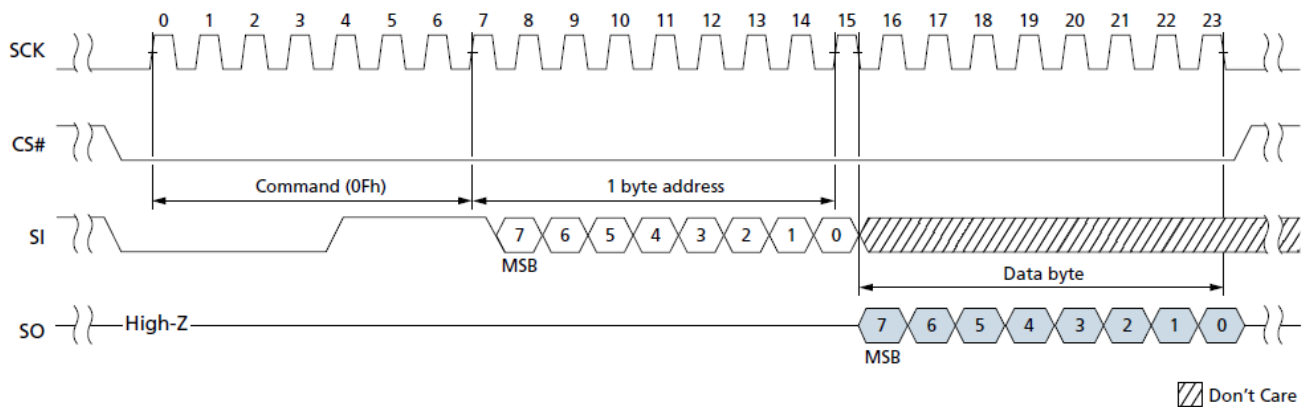 0 1 2 3 4 5 6 7 8 9 10 11 12 13 14 15 16 17 18 19 20 21 22 23
SCK
CS#
Command (0Fh) 1 byte address
SI 7 6 5 4 3 2 1 0
MSB Data byte
SO High-Z 7 6 5 4 3 2 1 0
MSB
Don't Care